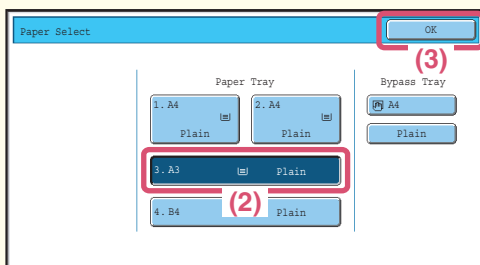 Paper Select
OK
(3)
Paper Tray
Bypass Tray
1. A4
Plain
2. A4
Plain
A4
Plain
3. A3
Plain
(2)
4. B4
Plain